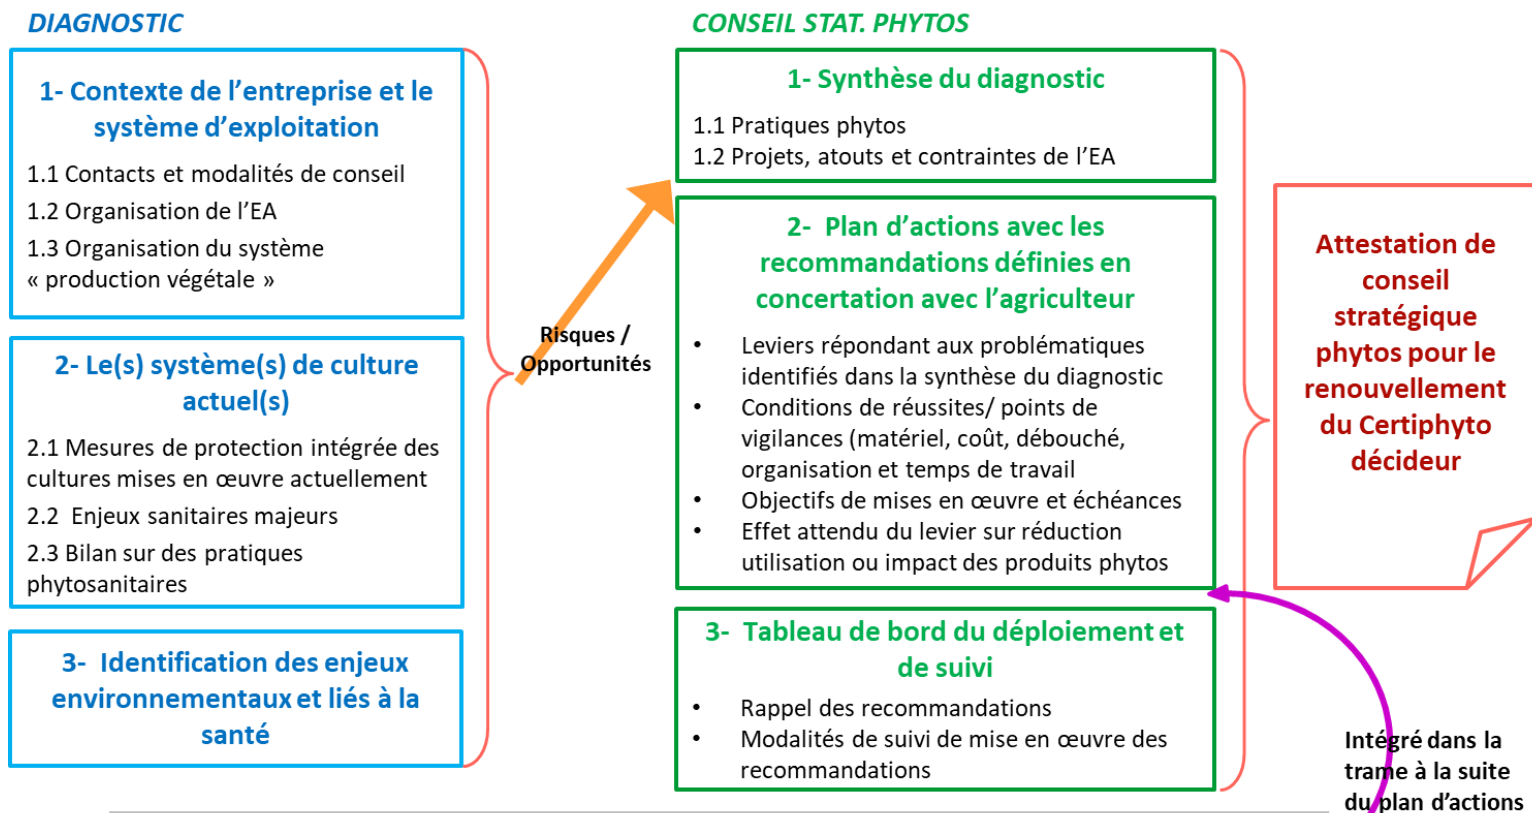 DIAGNOSTIC
1- Contexte de l'entreprise et le
système d'exploitation
1.1 Contacts et modalités de conseil
1.2 Organisation de l'EA
1.3 Organisation du système
« production végétale »
2- Le(s) système(s) de culture
actuel(s)
2.1 Mesures de protection intégrée des
cultures mises en œuvre actuellement
2.2 Enjeux sanitaires majeurs
2.3 Bilan sur des pratiques
phytosanitaires
3- Identification des enjeux
environnementaux et liés à la
santé
Risques /
Opportunités
CONSEIL STAT. PHYTOS
1- Synthèse du diagnostic
1.1 Pratiques phytos
1.2 Projets, atouts et contraintes de l'EA
2- Plan d'actions avec les
recommandations définies en
concertation avec l'agriculteur
• Leviers répondant aux problématiques
identifiés dans la synthèse du diagnostic
• Conditions de réussites/ points de
vigilances (matériel, coût, débouché,
organisation et temps de travail
• Objectifs de mises en œuvre et échéances
• Effet attendu du levier sur réduction
utilisation ou impact des produits phytos
3- Tableau de bord du déploiement et
de suivi
• Rappel des recommandations
• Modalités de suivi de mise en œuvre des
recommandations
Attestation de
conseil
stratégique
phytos pour le
renouvellement
du Certiphyto
décideur
Intégré dans la
trame à la suite
du plan d'actions